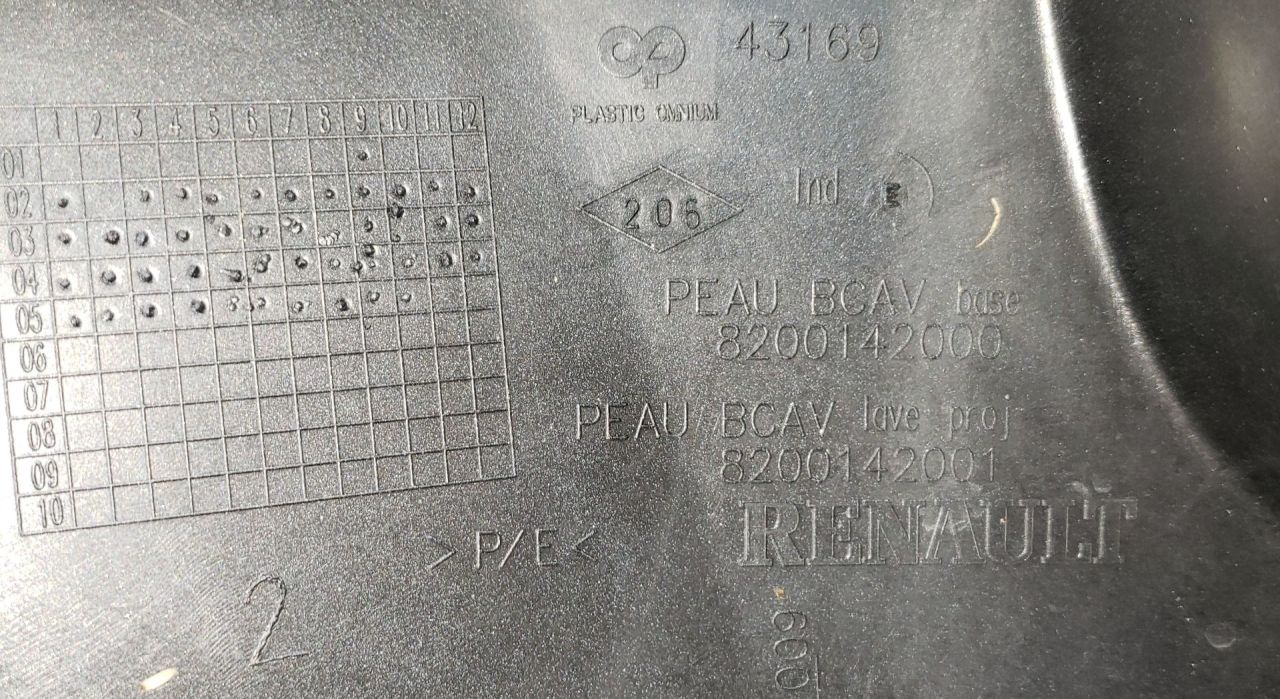 43169
PLASTIC OMNIUM
1 2 3 4 5 6 7 8 9 10 11 12
01
02
03
04
05
06
07
08
09
10
206
Ind
PEAU BCAV base
8200142000
PEAU BCAV lave proj
8200142001
RENAULT
>P/E<
2